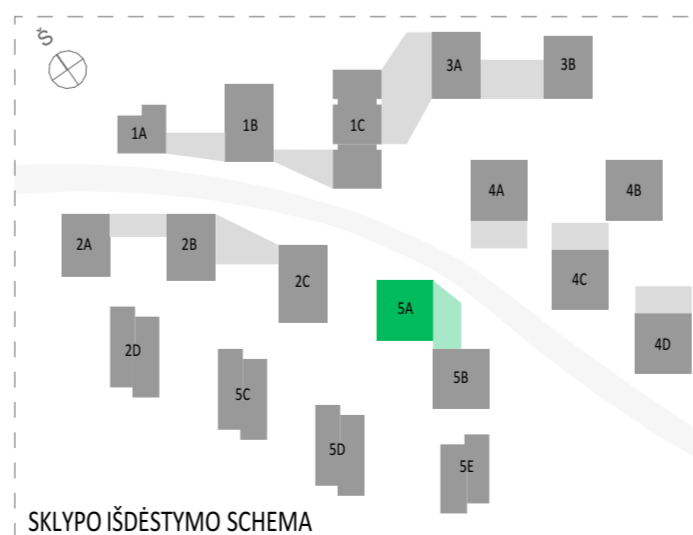 Š
3A
3B
1A
1B
1C
4A
4B
2A
2B
2C
4C
5A
4D
2D
5B
5C
5D
5E
SKLYPO IŠDĖSTYMO SCHEMA